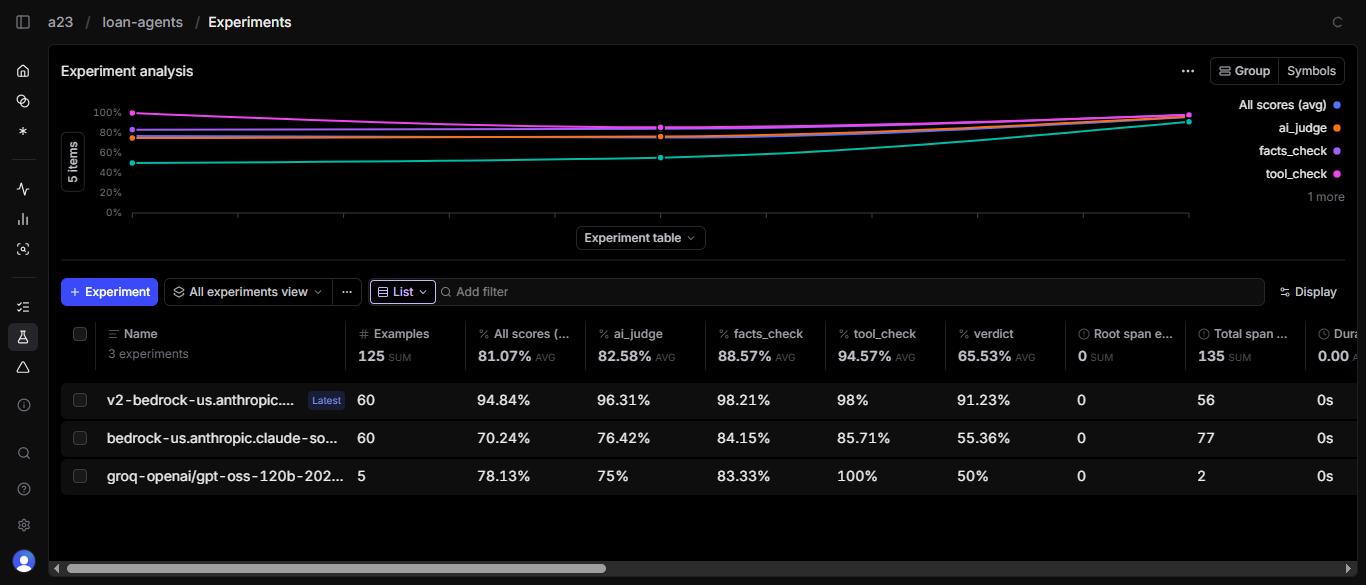 a23 / loan-agents / Experiments
Experiment analysis
Group Symbols
5 items
100%
80%
60%
40%
20%
0%
All scores (avg)
ai_judge
facts_check
tool_check
1 more
Experiment table
+ Experiment All experiments view ... List Add filter Display
Name # Examples % All scores (... % ai_judge % facts_check % tool_check % verdict Root span e... Total span ... Dura
3 experiments 125 SUM 81.07% AVG 82.58% AVG 88.57% AVG 94.57% AVG 65.53% AVG 0 SUM 135 SUM 0.00 A
v2-bedrock-us.anthropic.... Latest 60 94.84% 96.31% 98.21% 98% 91.23% 0 56 0s
bedrock-us.anthropic.claude-so... 60 70.24% 76.42% 84.15% 85.71% 55.36% 0 77 0s
groq-openai/gpt-oss-120b-202... 5 78.13% 75% 83.33% 100% 50% 0 2 0s